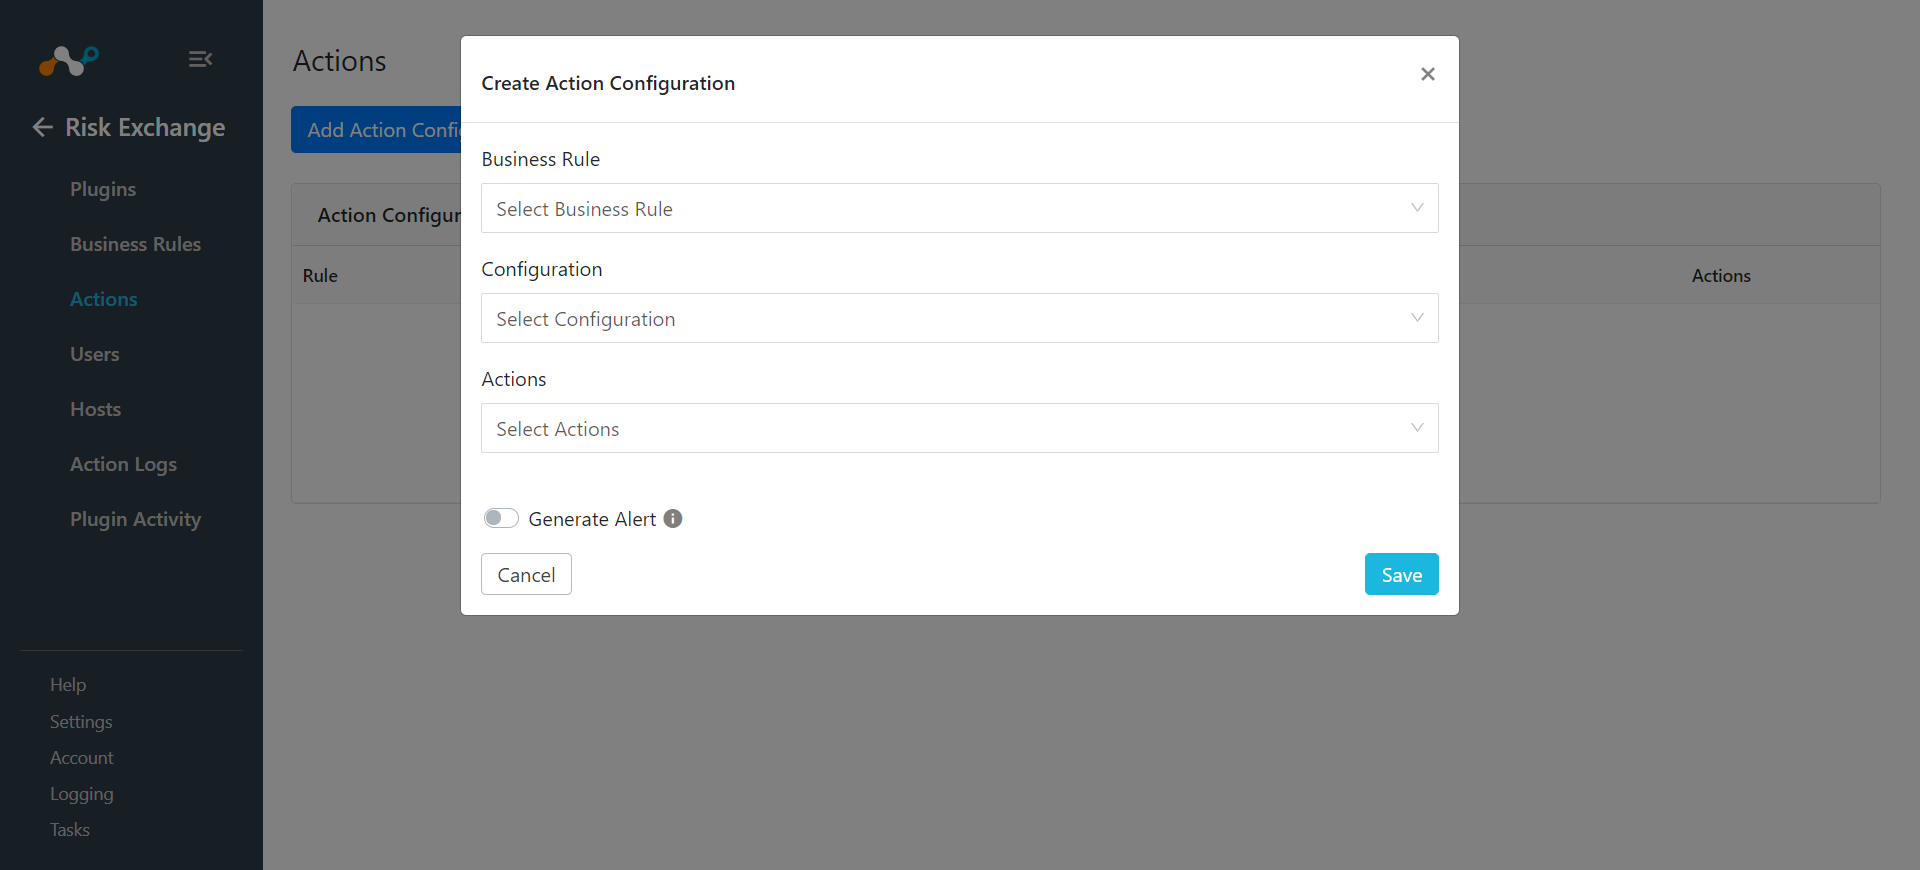 Risk Exchange
Plugins
Business Rules
Actions
Users
Hosts
Action Logs
Plugin Activity
Help
Settings
Account
Logging
Tasks
Actions
Add Action Confi
Action Configur
Rule
Actions
Create Action Configuration
Business Rule
Select Business Rule
Configuration
Select Configuration
Actions
Select Actions
Generate Alert
Cancel
Save